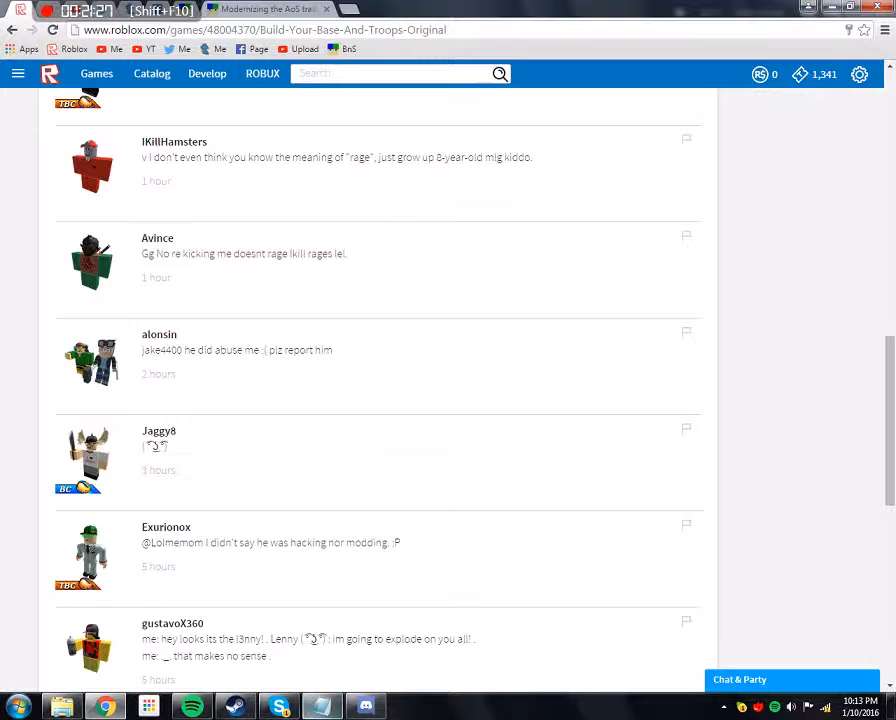 00:21:27 [Shift+F10] Modernizing the AoS trail
www.roblox.com/games/48004370/Build-Your-Base-And-Troops-Original
Apps Roblox Me YT Me Me Page Upload BnS
Games Catalog Develop ROBUX Search R$ 0 1,341
TBC
IKillHamsters
v I don't even think you know the meaning of "rage", just grow up 8-year-old mlg kiddo.
1 hour
Avince
Gg No re kicking me doesnt rage Ikill rages lel.
1 hour
alonsin
jake4400 he did abuse me :( plz report him
2 hours
Jaggy8
( ͡° ͜ʖ ͡°)
BC
3 hours
Exurionox
@Lolmemom I didn't say he was hacking nor modding. :P
TBC
5 hours
gustavoX360
me: hey looks its the l3nny! . Lenny ( ͡° ͜ʖ ͡°) : im going to explode on you all! .
me: ._. that makes no sense .
5 hours
Chat & Party
10:13 PM
1/10/2016